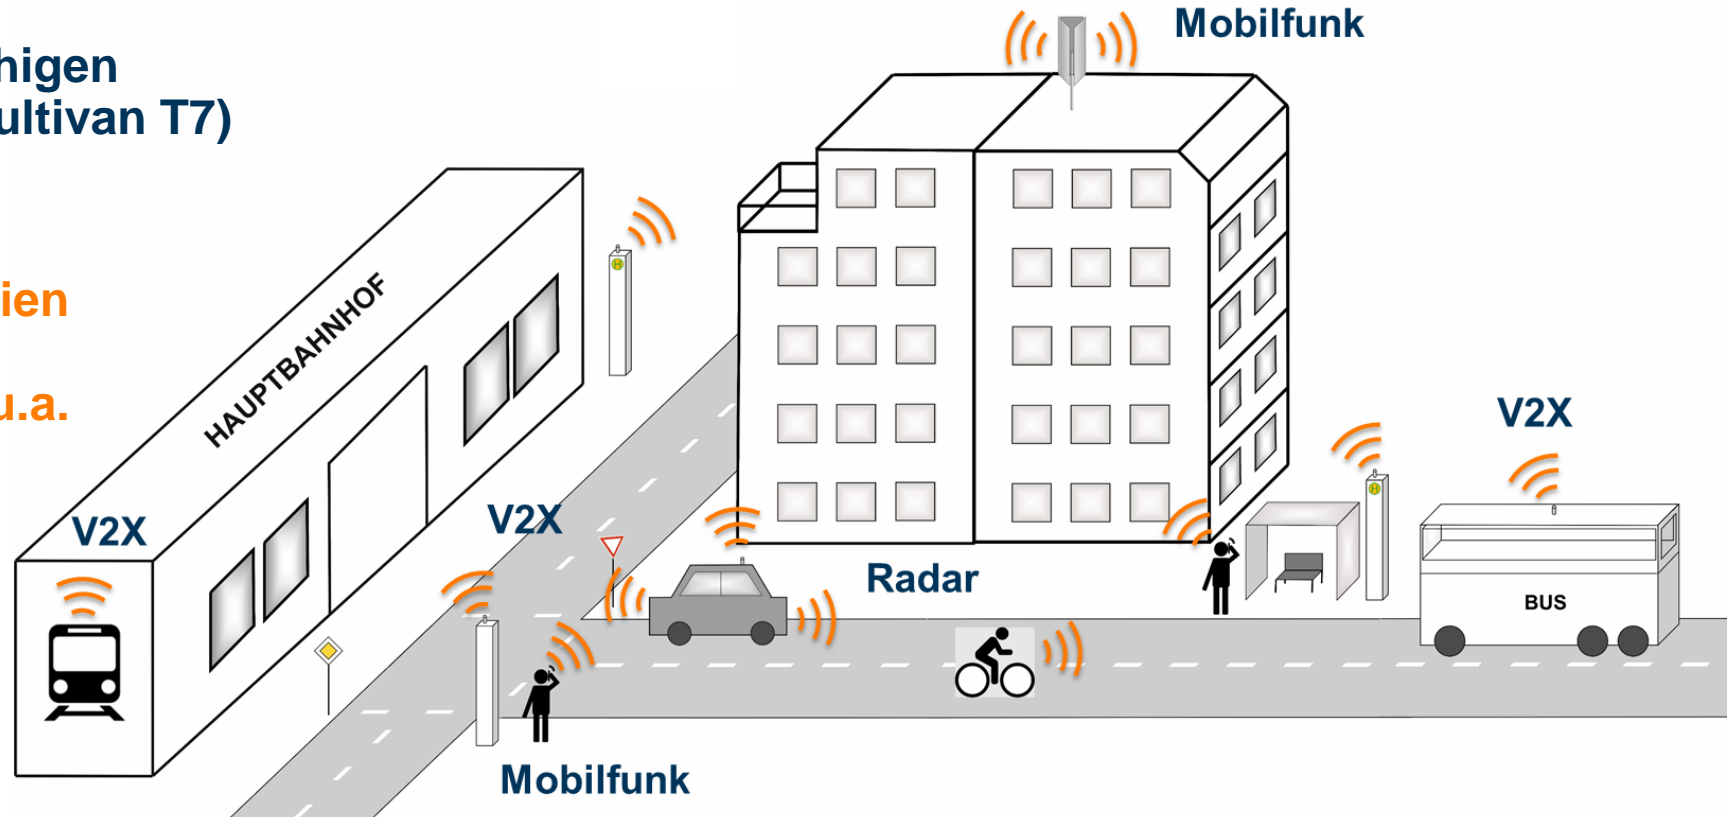 Mobilfunk
higen
ultivan T7)
ien
u.a.
HAUPTBAHNHOF
H
V2X
V2X
V2X
H
Radar
BUS
Mobilfunk